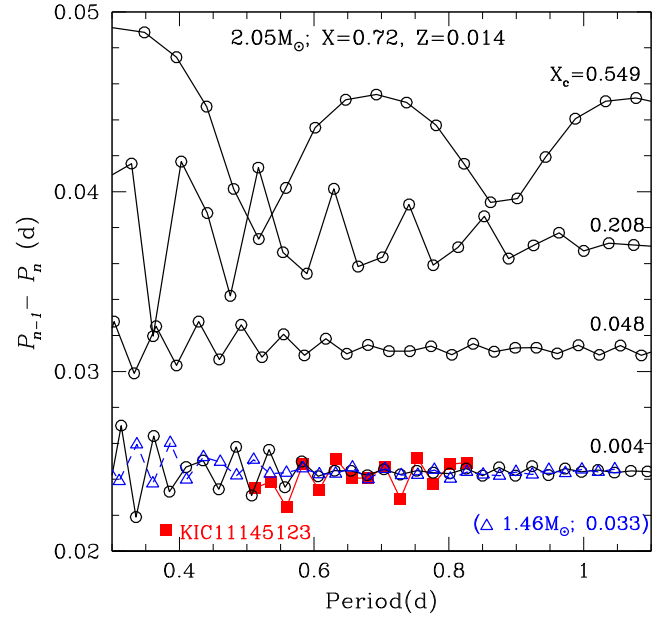 2.05M☉; X=0.72, Z=0.014
X_c=0.549
0.208
0.048
0.004
(△ 1.46M☉; 0.033)
KIC11145123
P_{n-1} − P_n (d)
0.05
0.04
0.03
0.02
0.4 0.6 0.8 1
Period(d)